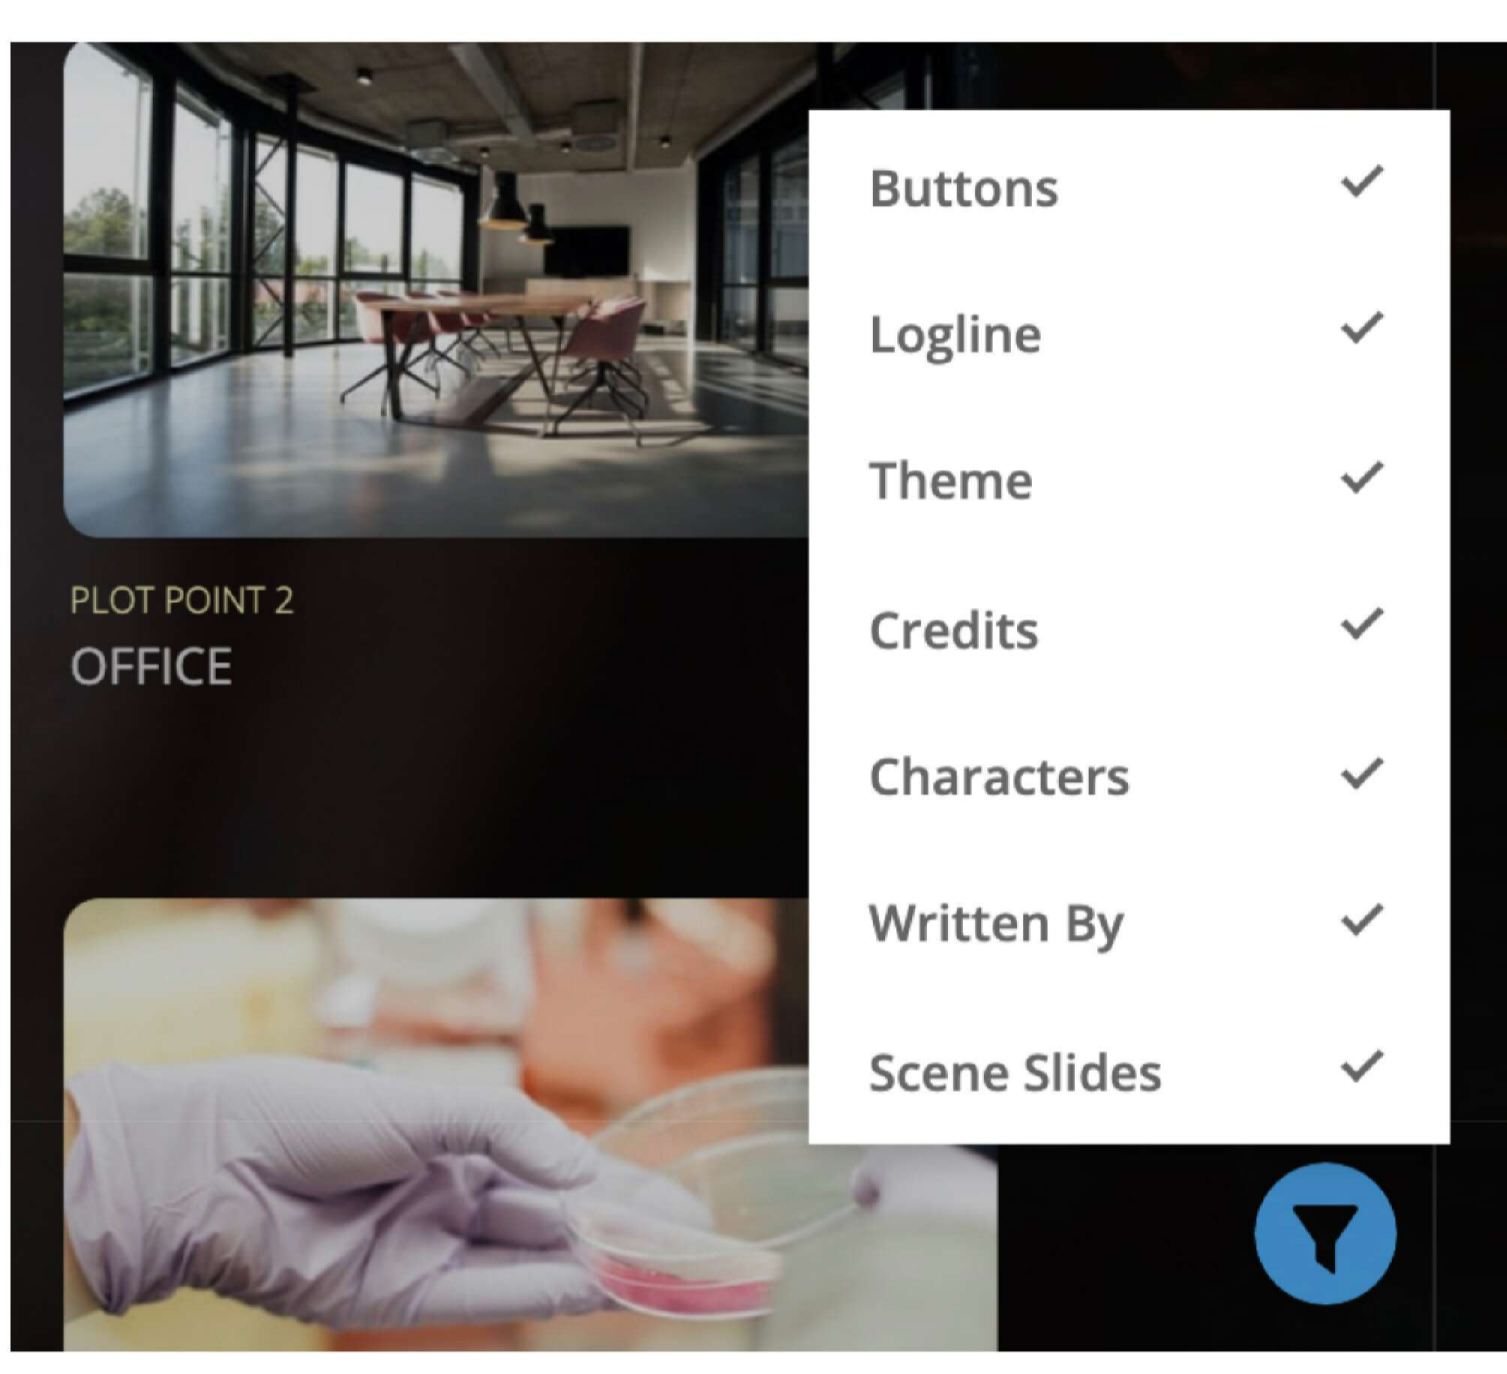 PLOT POINT 2
OFFICE
Buttons
Logline
Theme
Credits
Characters
Written By
Scene Slides